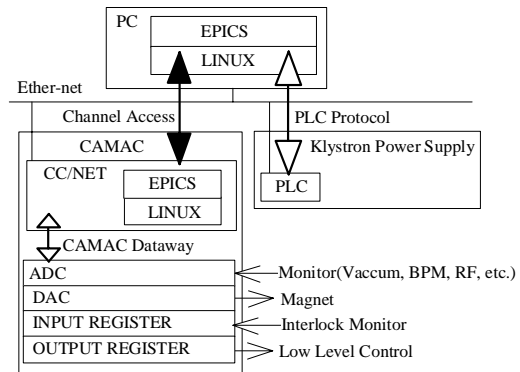 PC
EPICS
LINUX
Ether-net
Channel Access
PLC Protocol
CAMAC
Klystron Power Supply
CC/NET
EPICS
LINUX
PLC
CAMAC Dataway
ADC
Monitor(Vaccum, BPM, RF, etc.)
DAC
Magnet
INPUT REGISTER
Interlock Monitor
OUTPUT REGISTER
Low Level Control